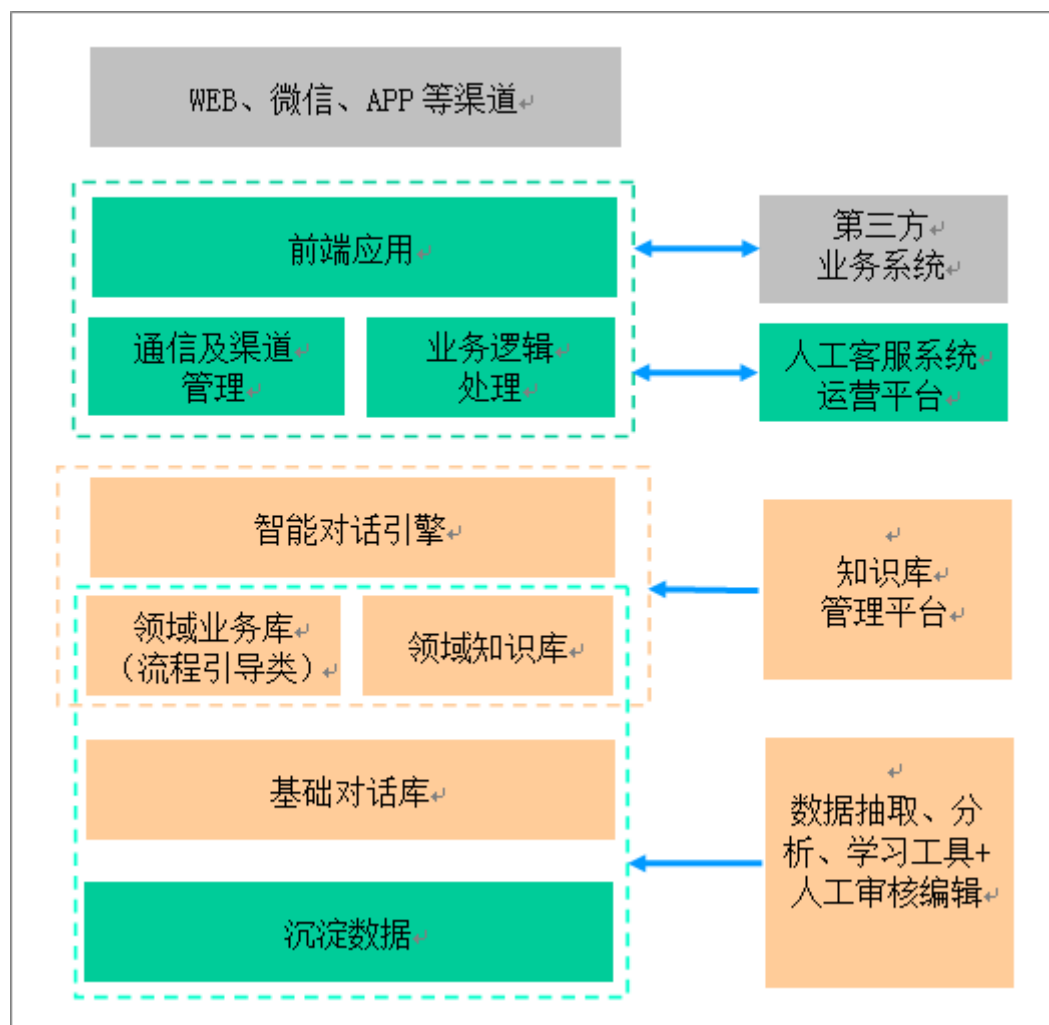 WEB、微信、APP 等渠道
前端应用
第三方
业务系统
通信及渠道
管理
业务逻辑
处理
人工客服系统
运营平台
智能对话引擎
知识库
管理平台
领域业务库
（流程引导类）
领域知识库
基础对话库
数据抽取、分
析、学习工具+
人工审核编辑
沉淀数据